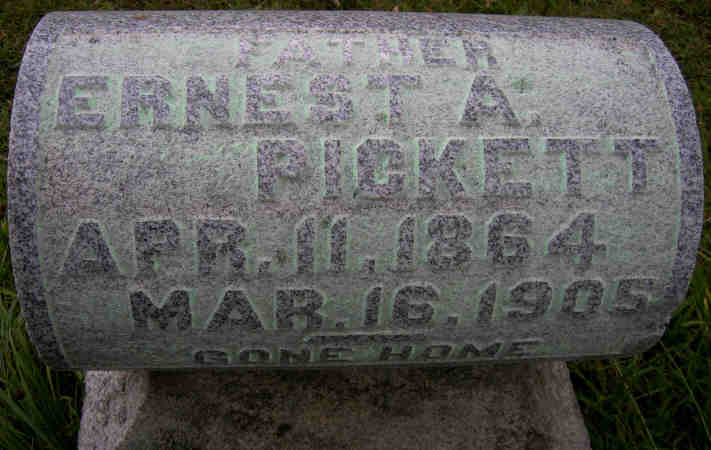 FATHER
ERNEST A.
PICKETT
APR. 11, 1864
MAR. 16, 1905
GONE HOME